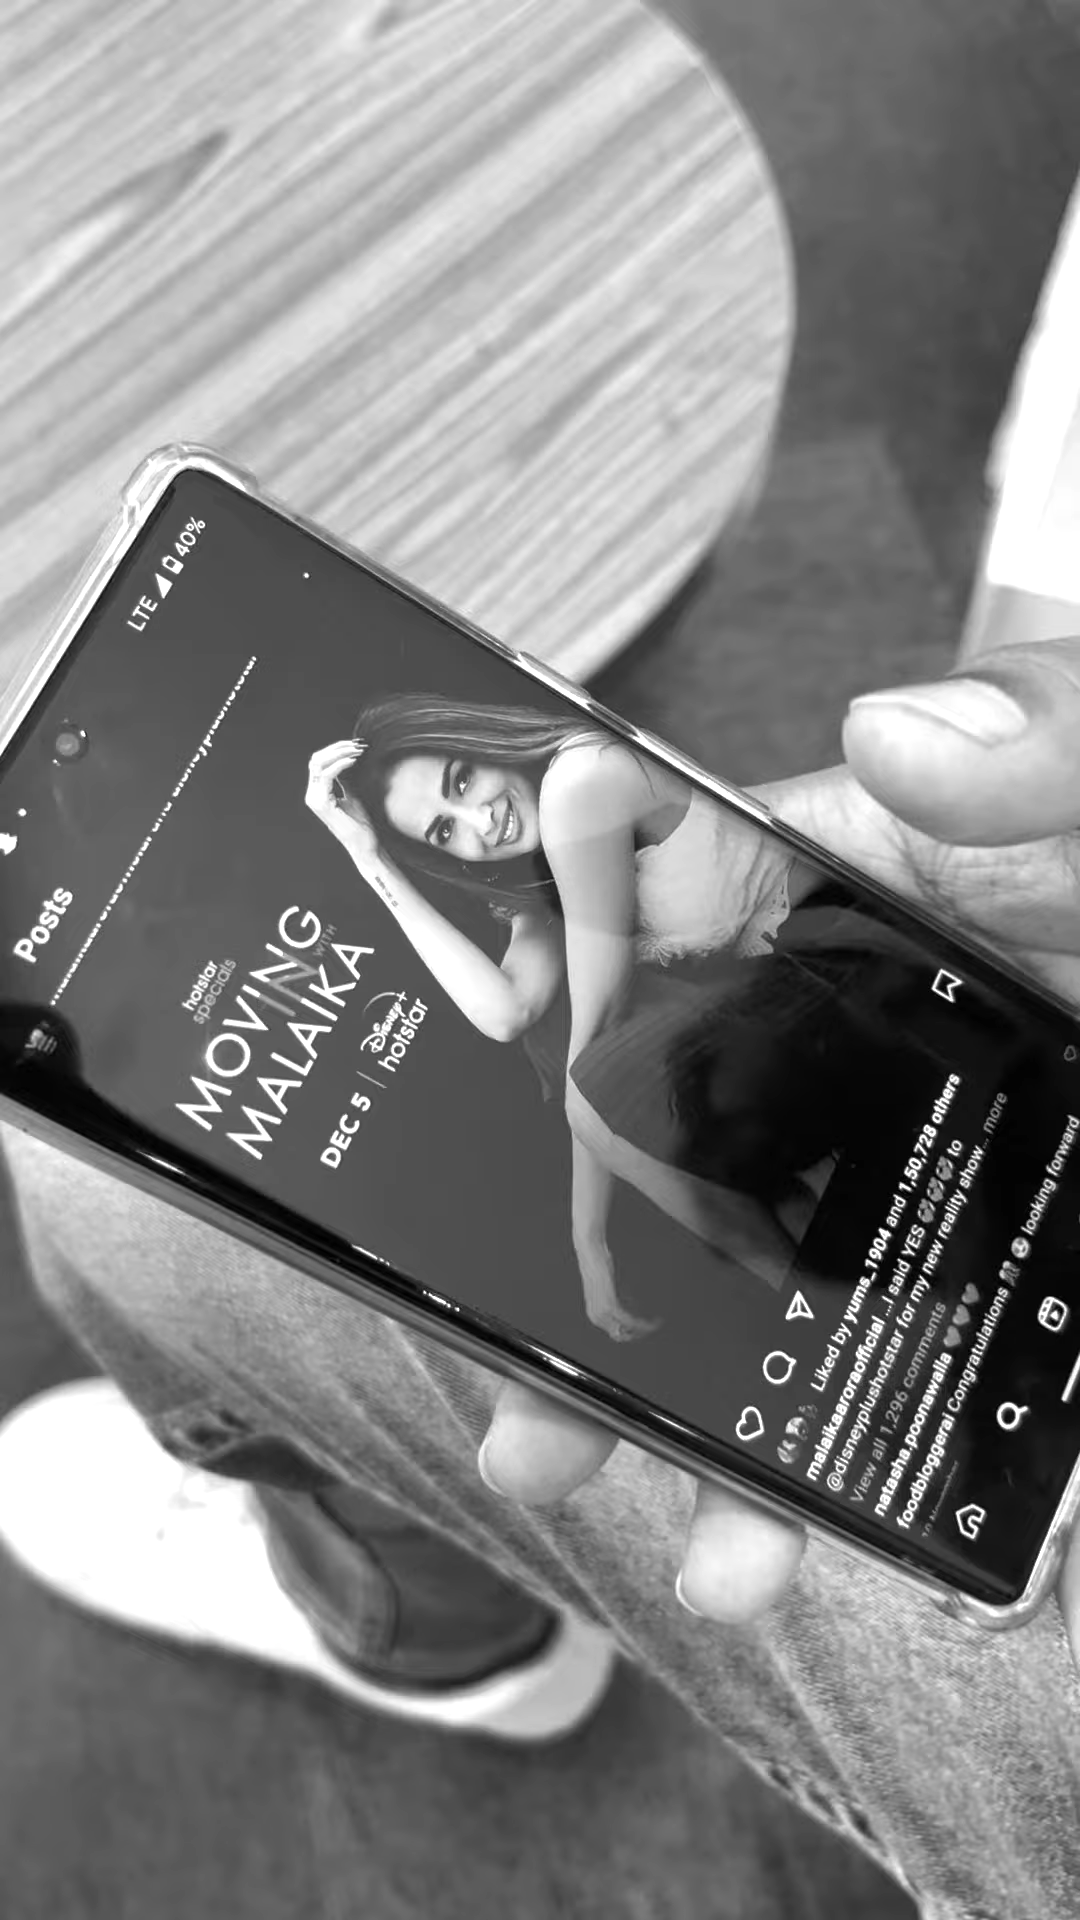 LTE 40%
Posts
hotstar
specials
MOVING
IN WITH
MALAIKA
DEC 5 | Disney+
hotstar
Liked by yums_1904 and 1,50,728 others
malaikaaroraofficial ...I said YES to
@disneyplushotstar for my new reality show... more
View all 1,296 comments
natasha.poonawalla
foodbloggerai Congratulations looking forward